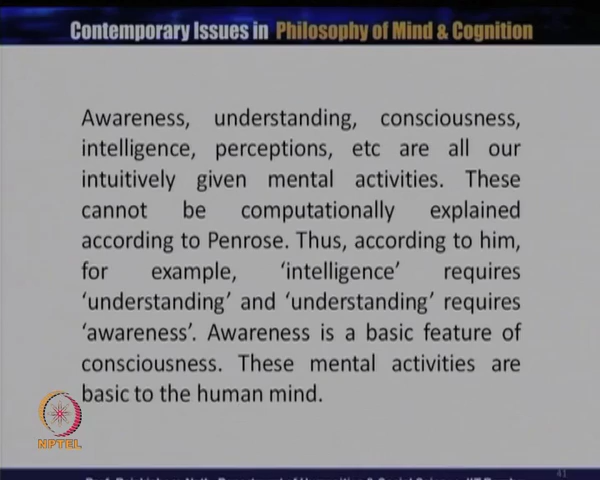 Contemporary Issues in Philosophy of Mind & Cognition
Awareness, understanding, consciousness,
intelligence, perceptions, etc are all our
intuitively given mental activities. These
cannot be computationally explained
according to Penrose. Thus, according to him,
for example, ‘intelligence’ requires
‘understanding’ and ‘understanding’ requires
‘awareness’. Awareness is a basic feature of
consciousness. These mental activities are
basic to the human mind.
NPTEL
41